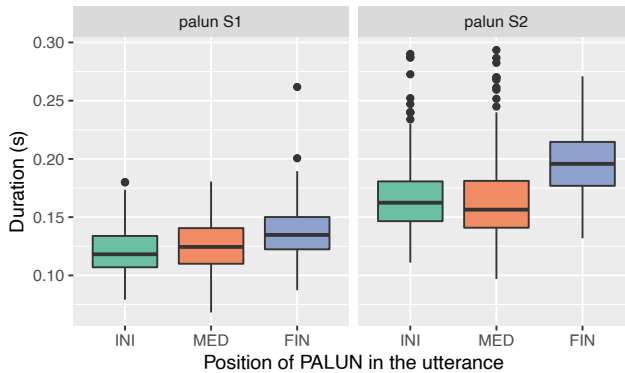 palun S1 palun S2
0.30
0.25
0.20
0.15
0.10
Duration (s)
INI MED FIN INI MED FIN
Position of PALUN in the utterance